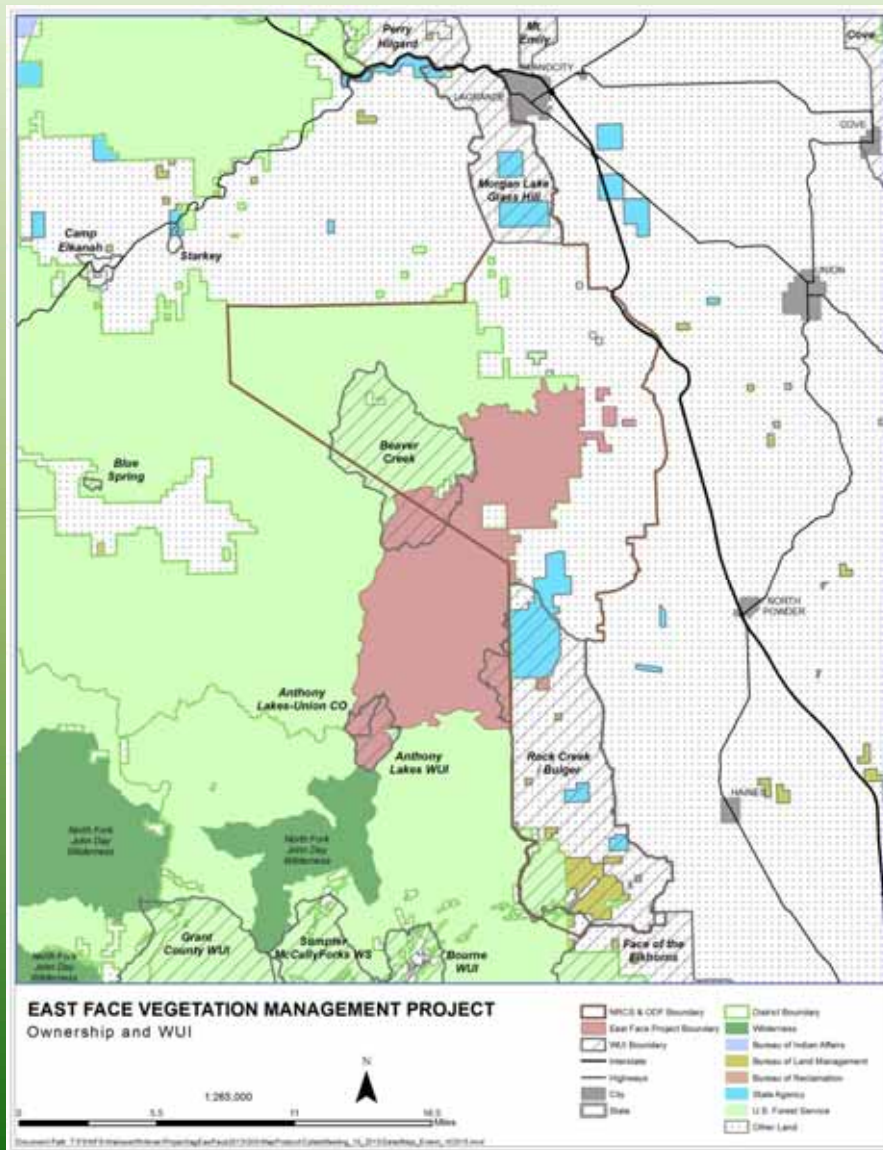 Perry
Hilgard
Mt.
Emily
Cove
LAGRANDE
COVE
Morgan Lake
Glass Hill
Camp
Elkanah
Starkey
UNION
Beaver
Creek
Blue
Spring
NORTH
POWDER
Anthony
Lakes-Union CO
Anthony
Lakes WUI
Rock Creek
Bulger
HAINES
North Fork
John Day
Wilderness
North Fork
John Day
Wilderness
Grant
County WUI
Sumpter
McCullyForks WS
Bourne
WUI
Face of the
Elkhorns
North Fork
John Day
Wilderness
EAST FACE VEGETATION MANAGEMENT PROJECT
Ownership and WUI
N
1:265,000
0 5.5 11 16.5
Miles
NRCS & ODF Boundary
East Face Project Boundary
WUI Boundary
Interstate
Highways
City
State
District Boundary
Wilderness
Bureau of Indian Affairs
Bureau of Land Management
Bureau of Reclamation
State Agency
U.S. Forest Service
Other Land